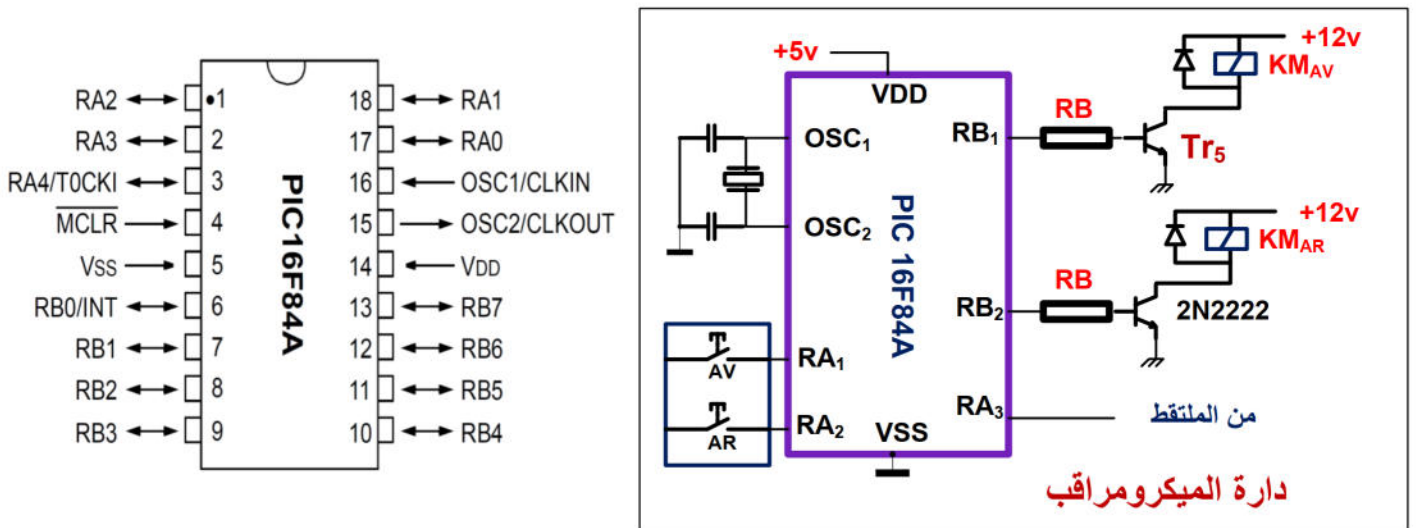 RA2 •1 18 RA1
RA3 2 17 RA0
RA4/T0CKI 3 16 OSC1/CLKIN
MCLR 4 15 OSC2/CLKOUT
Vss 5 14 VDD
RB0/INT 6 13 RB7
RB1 7 12 RB6
RB2 8 11 RB5
RB3 9 10 RB4
PIC16F84A
+5v
VDD
+12v
KM_AV
OSC₁
RB₁
RB
Tr₅
OSC₂
PIC 16F84A
+12v
KM_AR
RB₂
RB
2N2222
AV
RA₁
AR
RA₂
VSS
RA₃
من الملتقط
دارة الميكرومراقب